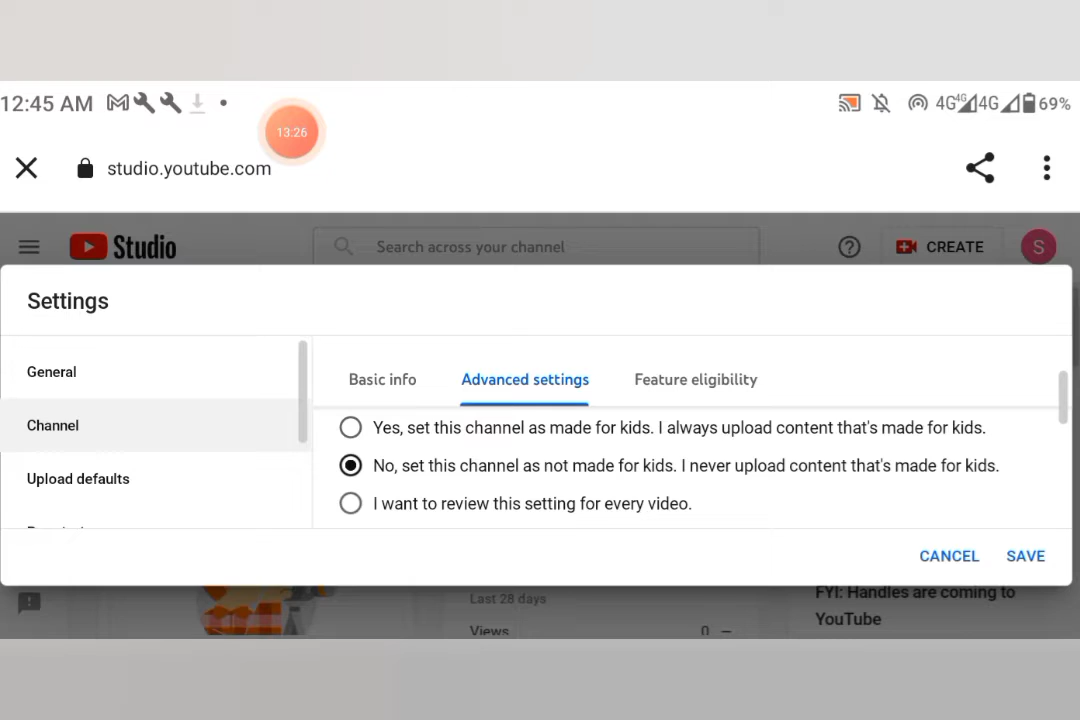 12:45 AM
13:26
4G 4G 4G 69%
studio.youtube.com
Studio
Search across your channel
? CREATE S
Settings
General
Channel
Upload defaults
Basic info Advanced settings Feature eligibility
Yes, set this channel as made for kids. I always upload content that's made for kids.
No, set this channel as not made for kids. I never upload content that's made for kids.
I want to review this setting for every video.
CANCEL SAVE
Last 28 days
Views 0 —
FYI: Handles are coming to
YouTube